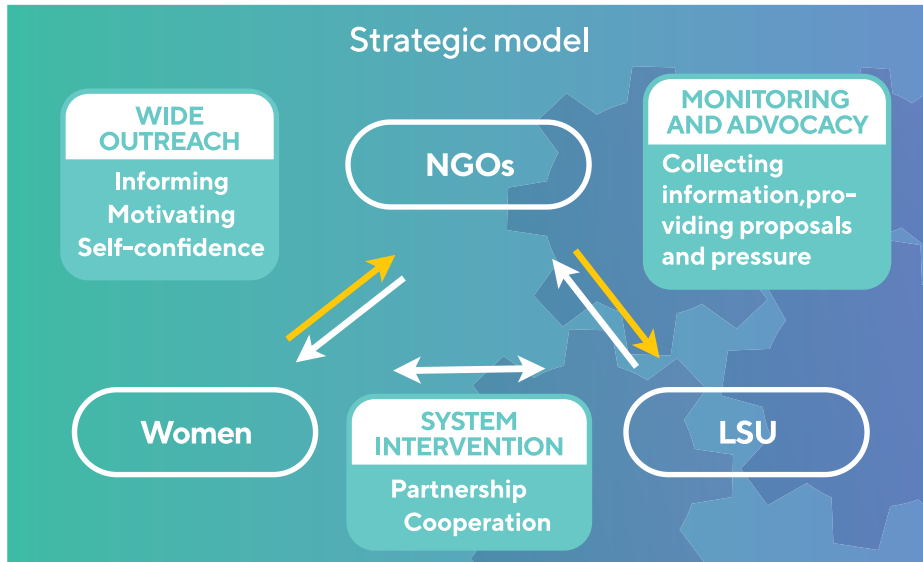 Strategic model
WIDE
OUTREACH
Informing
Motivating
Self-confidence
NGOs
MONITORING
AND ADVOCACY
Collecting
information,pro-
viding proposals
and pressure
Women
SYSTEM
INTERVENTION
Partnership
Cooperation
LSU